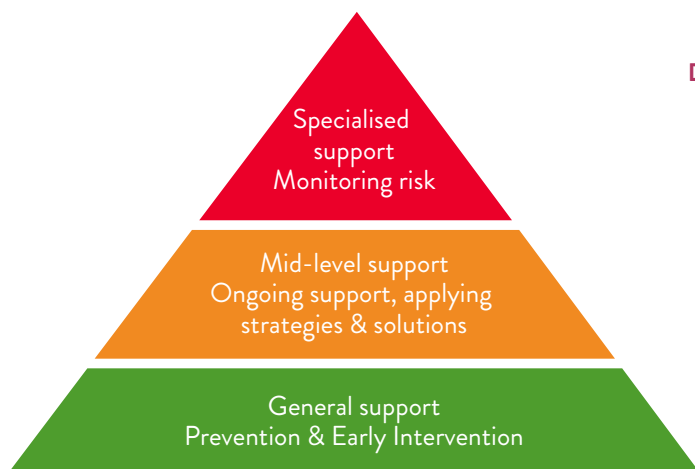 D
Specialised
support
Monitoring risk
Mid-level support
Ongoing support, applying
strategies & solutions
General support
Prevention & Early Intervention